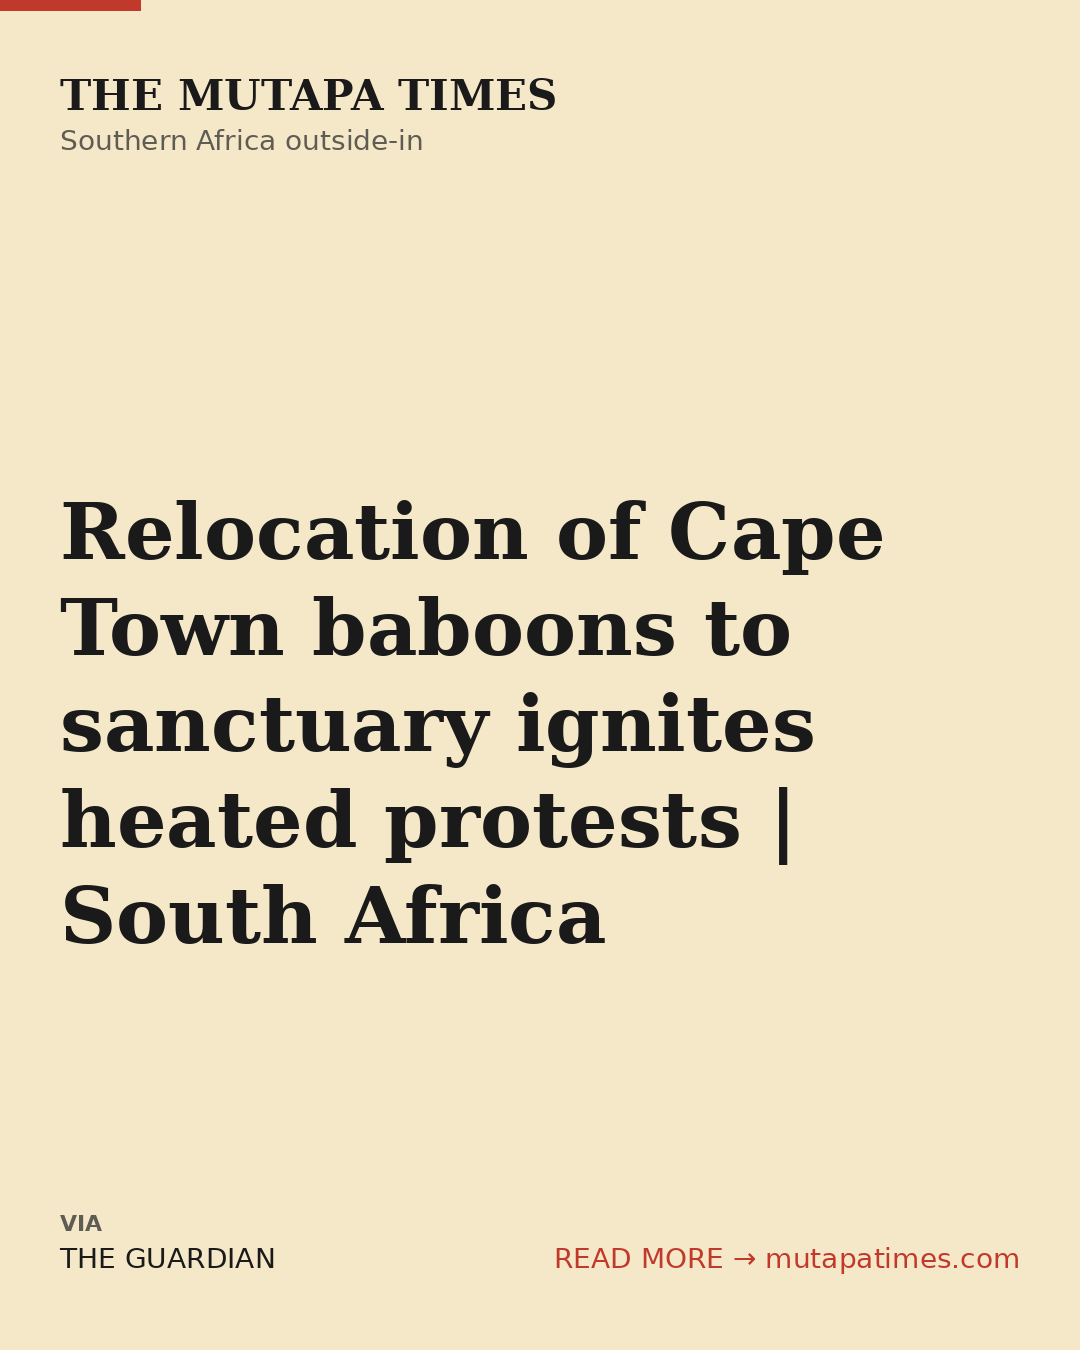 THE MUTAPA TIMES
Southern Africa outside-in
Relocation of Cape
Town baboons to
sanctuary ignites
heated protests |
South Africa
VIA
THE GUARDIAN
READ MORE → mutapatimes.com